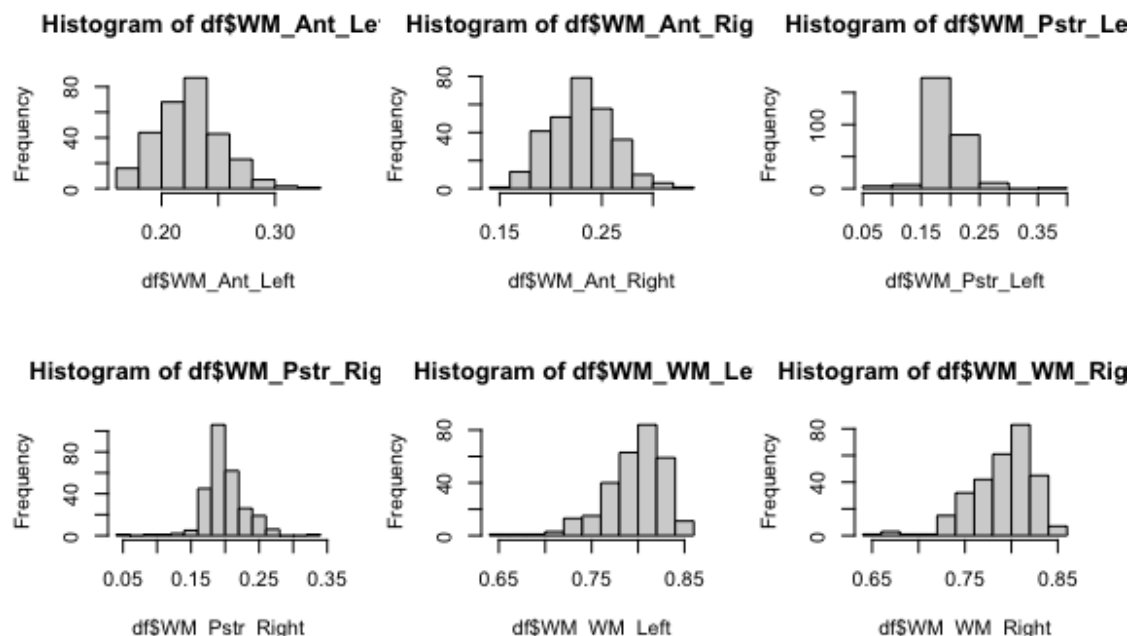 Histogram of df$WM_Ant_Le
Histogram of df$WM_Ant_Rig
Histogram of df$WM_Pstr_Le
Frequency
0 40 80
0.20 0.30
df$WM_Ant_Left
Frequency
0 40 80
0.15 0.25
df$WM_Ant_Right
Frequency
0 100
0.05 0.15 0.25 0.35
df$WM_Pstr_Left
Histogram of df$WM_Pstr_Rig
Histogram of df$WM_WM_Le
Histogram of df$WM_WM_Rig
Frequency
0 40 80
0.05 0.15 0.25 0.35
df$WM_Pstr_Right
Frequency
0 40 80
0.65 0.75 0.85
df$WM_WM_Left
Frequency
0 40 80
0.65 0.75 0.85
df$WM_WM_Right